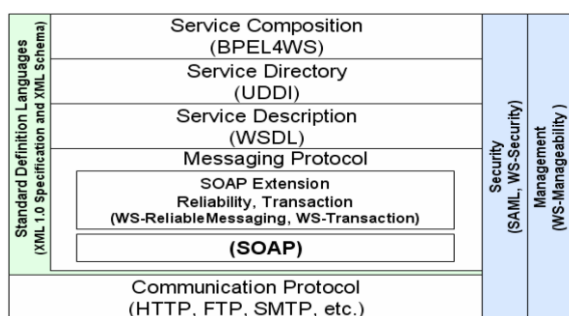 Service Composition
(BPEL4WS)
Service Directory
(UDDI)
Service Description
(WSDL)
Messaging Protocol
SOAP Extension
Reliability, Transaction
(WS-ReliableMessaging, WS-Transaction)
(SOAP)
Communication Protocol
(HTTP, FTP, SMTP, etc.)
Standard Definition Languages
(XML 1.0 Specification and XML Schema)
Security
(SAML, WS-Security)
Management
(WS-Manageability )